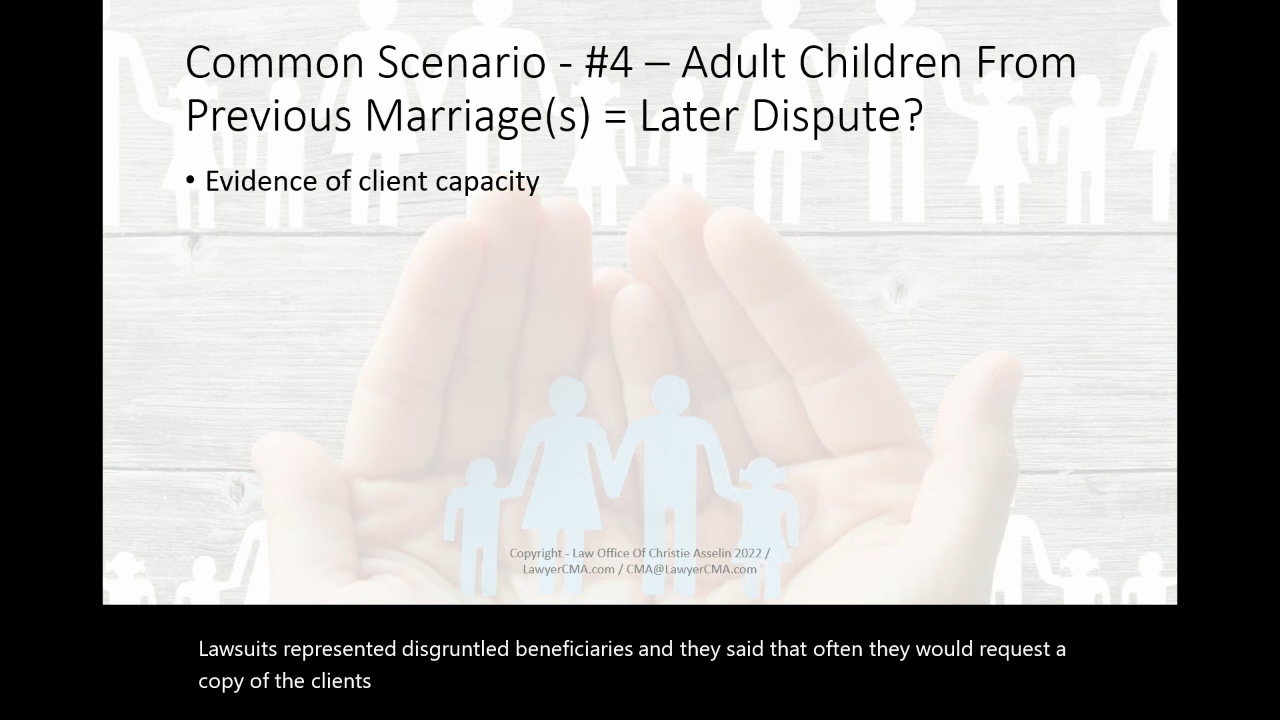 Common Scenario - #4 – Adult Children From
Previous Marriage(s) = Later Dispute?
• Evidence of client capacity
Copyright - Law Office Of Christie Asselin 2022 /
LawyerCMA.com / CMA@LawyerCMA.com
Lawsuits represented disgruntled beneficiaries and they said that often they would request a
copy of the clients